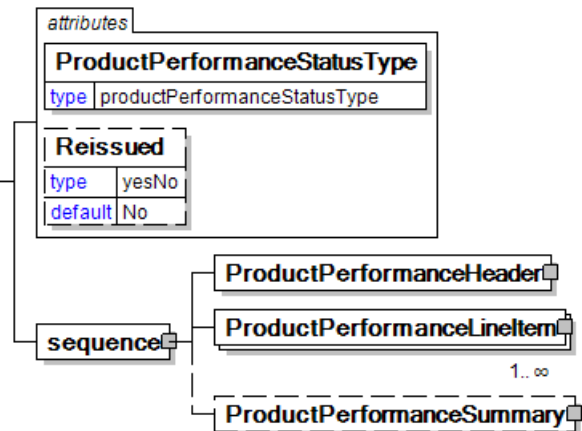 attributes
ProductPerformanceStatusType
type productPerformanceStatusType
Reissued
type yesNo
default No
ProductPerformanceHeader
sequence
ProductPerformanceLineItem
1..∞
ProductPerformanceSummary